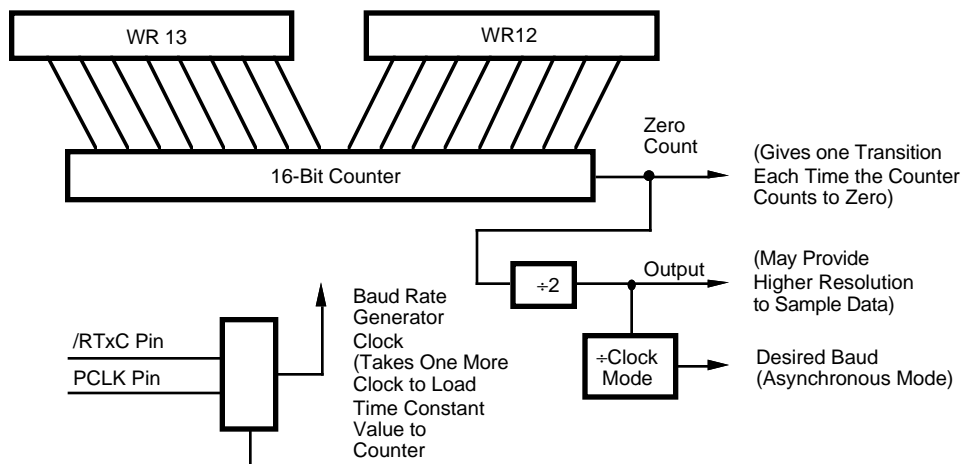 WR 13
WR12
16-Bit Counter
Zero
Count
(Gives one Transition
Each Time the Counter
Counts to Zero)
÷2
Output
(May Provide
Higher Resolution
to Sample Data)
÷Clock
Mode
Desired Baud
(Asynchronous Mode)
/RTxC Pin
PCLK Pin
Baud Rate
Generator
Clock
(Takes One More
Clock to Load
Time Constant
Value to
Counter